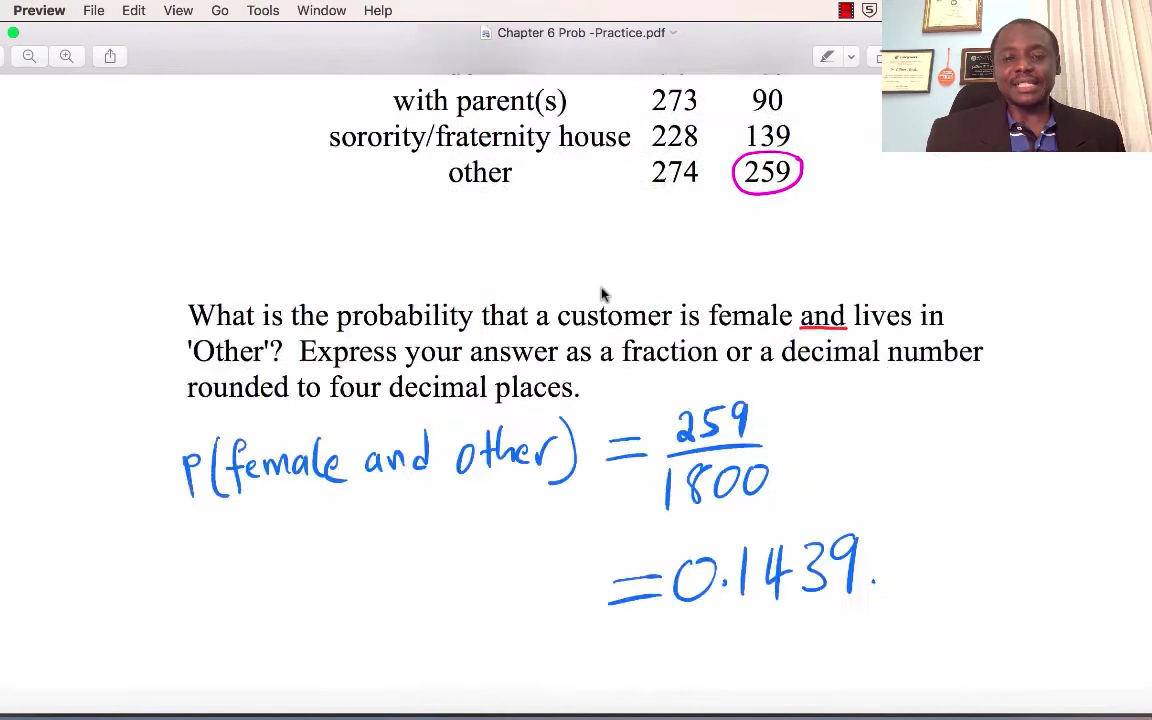 Preview File Edit View Go Tools Window Help
5
Chapter 6 Prob -Practice.pdf
with parent(s) 273 90
sorority/fraternity house 228 139
other 274 259
What is the probability that a customer is female and lives in
'Other'? Express your answer as a fraction or a decimal number
rounded to four decimal places.
P(female and other) = 259/1800
= 0.1439.